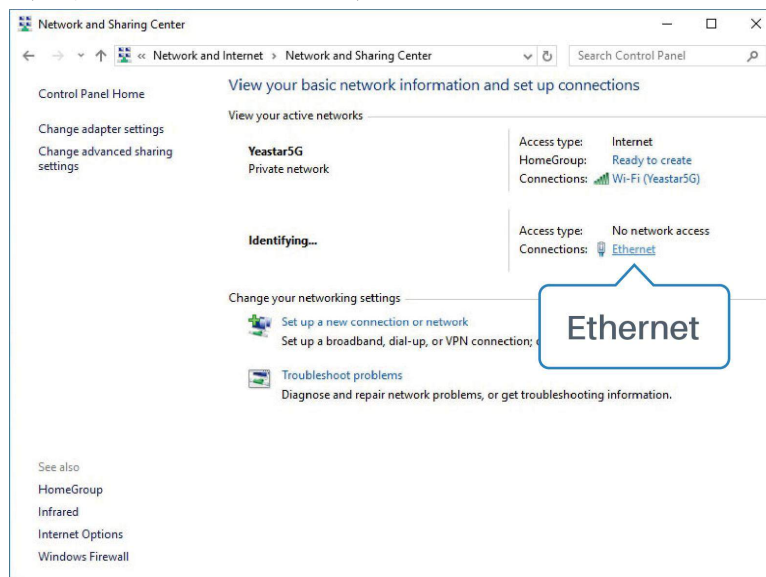 Network and Sharing Center
« Network and Internet > Network and Sharing Center
Search Control Panel
Control Panel Home
Change adapter settings
Change advanced sharing
settings
View your basic network information and set up connections
View your active networks
Yeastar5G
Private network
Access type: Internet
HomeGroup: Ready to create
Connections: Wi-Fi (Yeastar5G)
Identifying...
Access type: No network access
Connections: Ethernet
Ethernet
Change your networking settings
Set up a new connection or network
Set up a broadband, dial-up, or VPN connection;
Troubleshoot problems
Diagnose and repair network problems, or get troubleshooting information.
See also
HomeGroup
Infrared
Internet Options
Windows Firewall